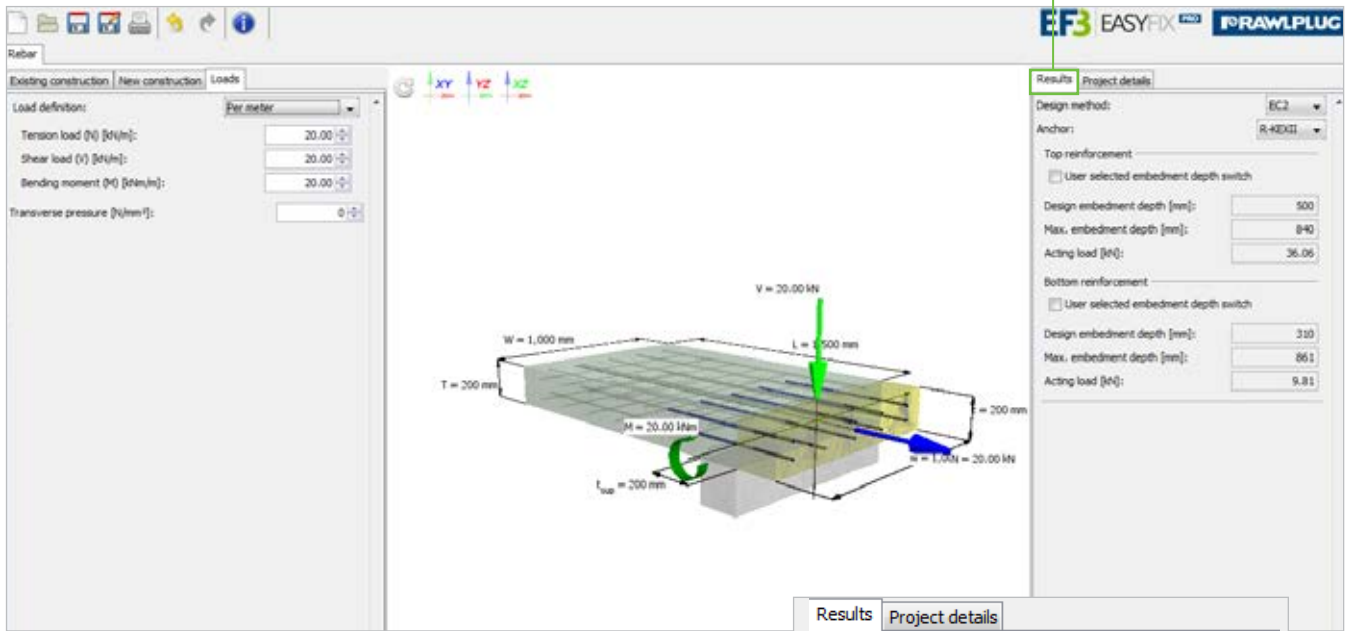 EF3 EASYFIX PRO RAWLPLUG
Rebar
Existing construction New construction Loads
Load definition: Per meter
Tension load (N) [kN/m]: 20.00
Shear load (V) [kN/m]: 20.00
Bending moment (M) [kNm/m]: 20.00
Transverse pressure [N/mm²]: 0
XY YZ XZ
V = 20.00 kN
W = 1,000 mm
L = 1,500 mm
T = 200 mm
t = 200 mm
M = 20.00 kNm
N = 20.00 kN
tsup = 200 mm
Results Project details
Design method: EC2
Anchor: R-KEXII
Top reinforcement
User selected embedment depth switch
Design embedment depth [mm]: 500
Max. embedment depth [mm]: 840
Acting load [kN]: 36.06
Bottom reinforcement
User selected embedment depth switch
Design embedment depth [mm]: 310
Max. embedment depth [mm]: 861
Acting load [kN]: 9.81
Results Project details